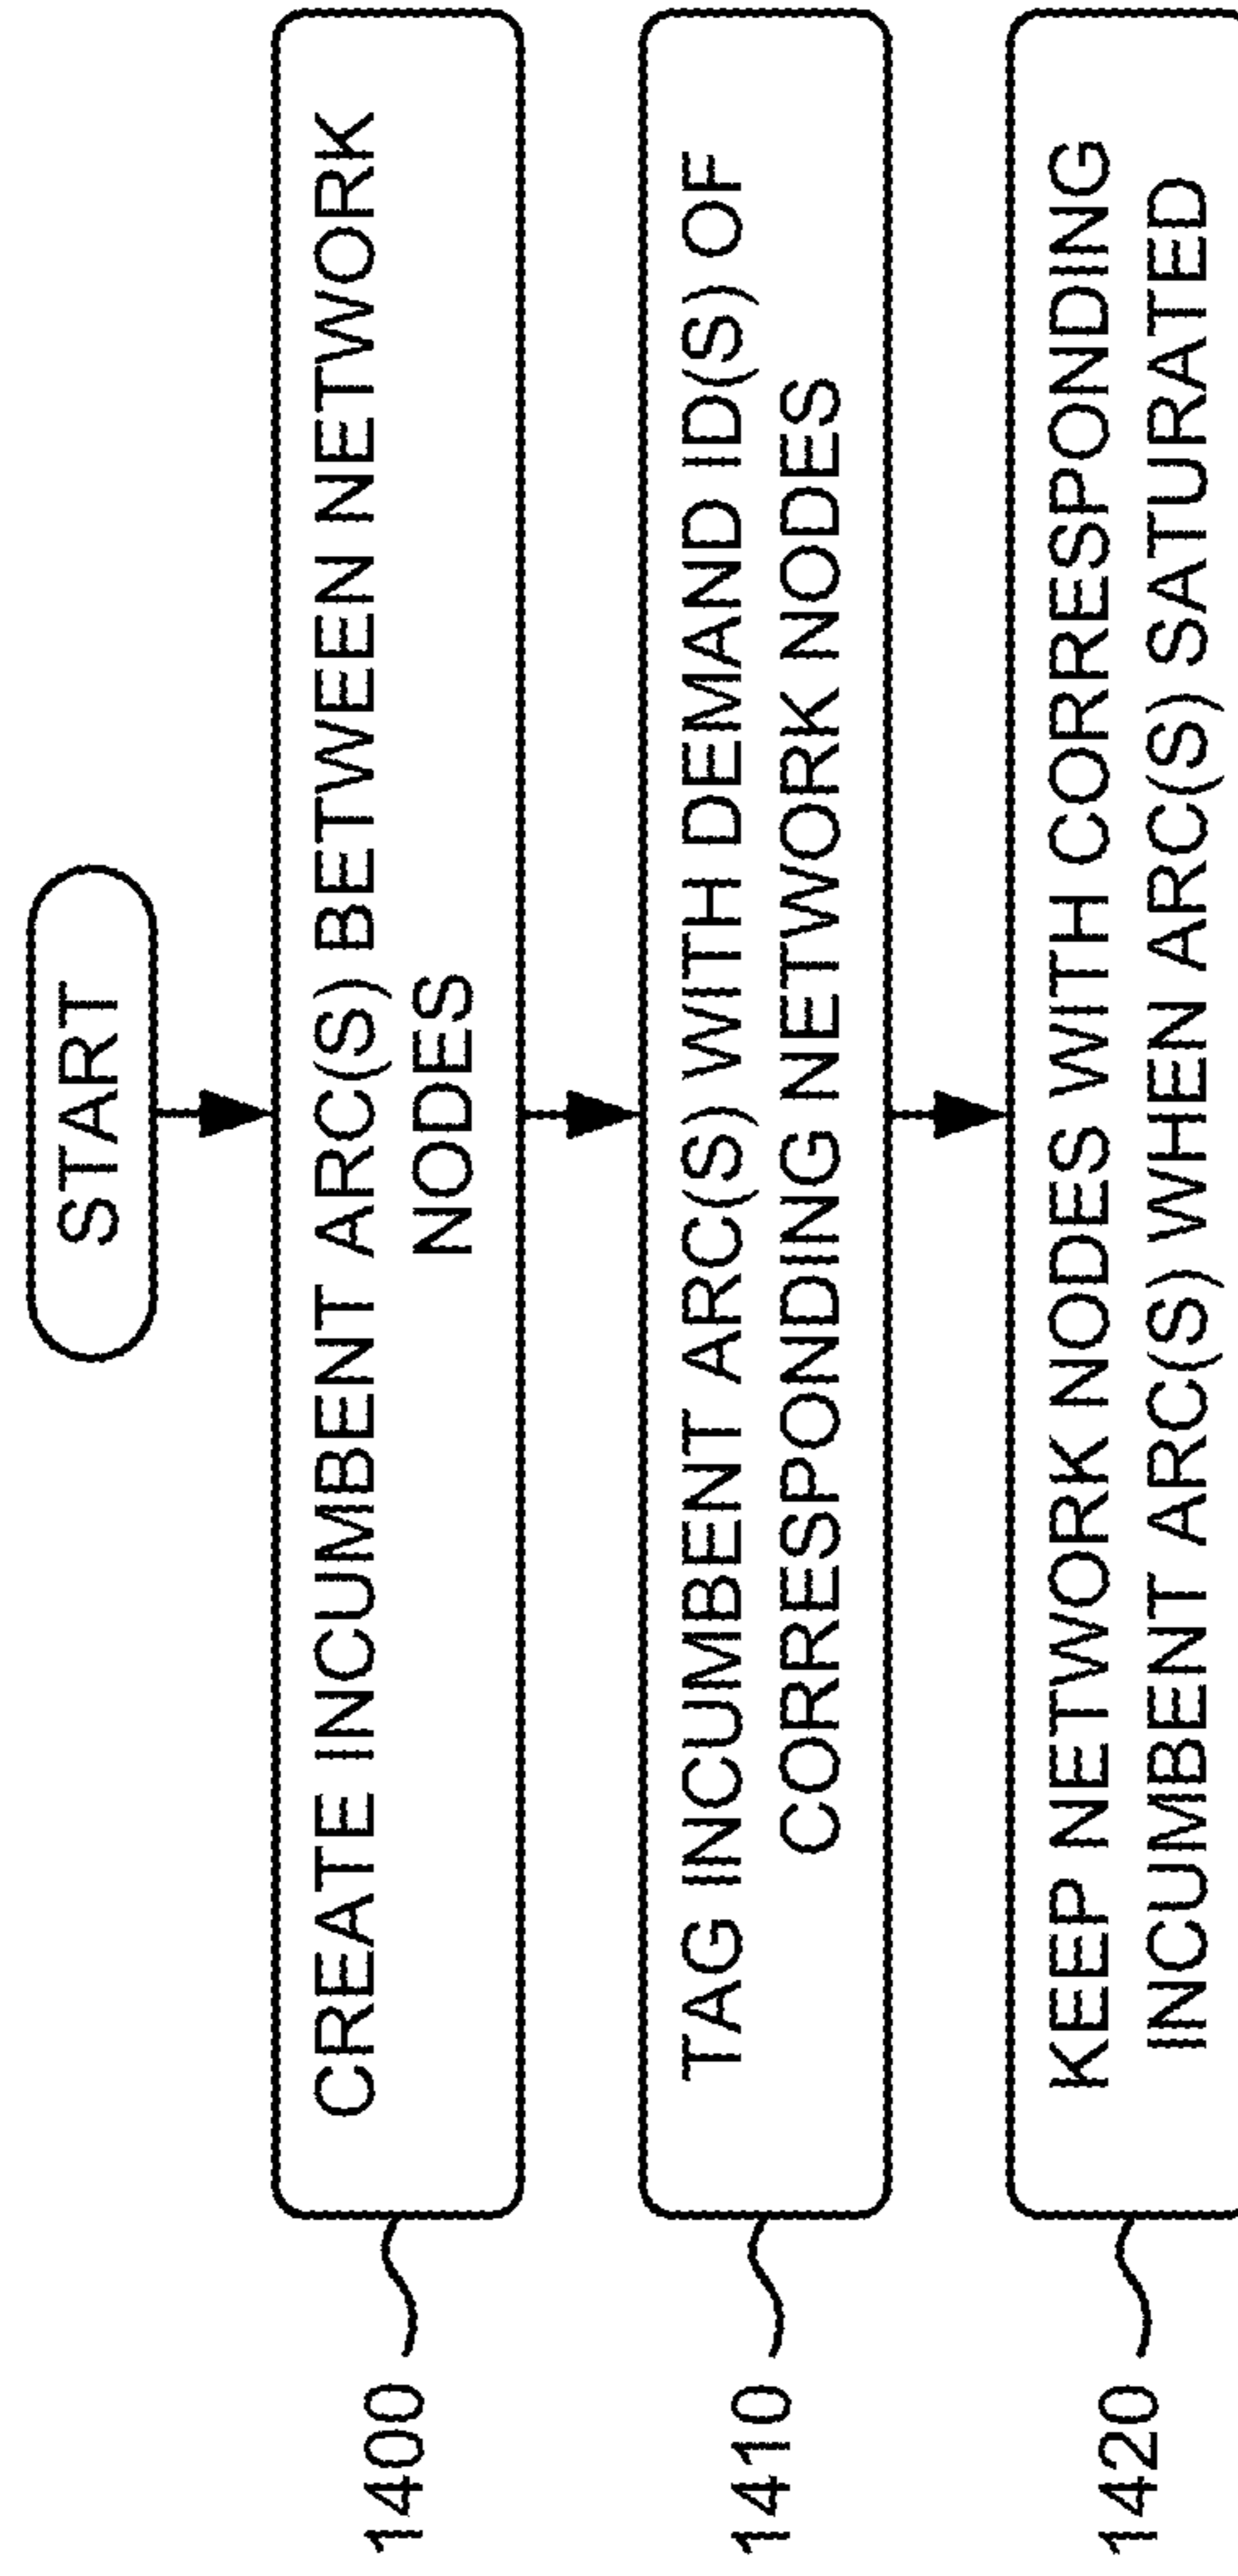 START
CREATE INCUMBENT ARC(S) BETWEEN NETWORK
NODES
1400
TAG INCUMBENT ARC(S) WITH DEMAND ID(S) OF
CORRESPONDING NETWORK NODES
1410
KEEP NETWORK NODES WITH CORRESPONDING
INCUMBENT ARC(S) WHEN ARC(S) SATURATED
1420